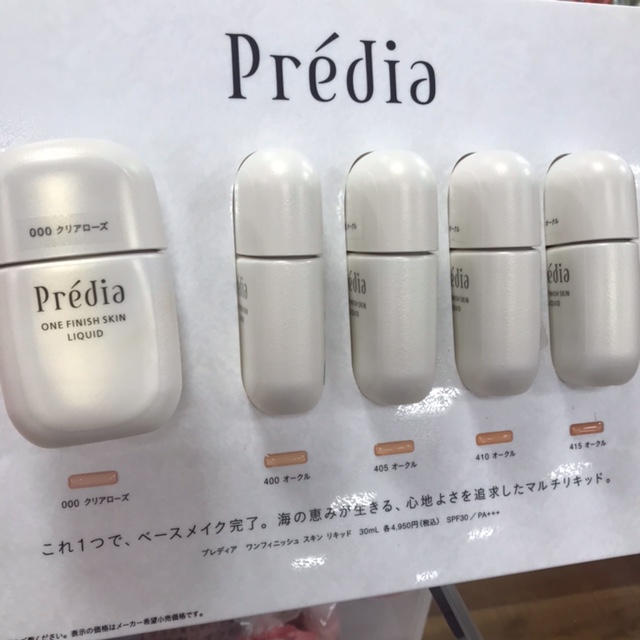 Prédia
000 クリアローズ
Prédia
ONE FINISH SKIN
LIQUID
000 クリアローズ
400 オークル
405 オークル
410 オークル
415 オークル
これ1つで、ベースメイク完了。海の恵みが生きる、心地よさを追求したマルチリキッド。
プレディア ワンフィニッシュ スキン リキッド 30mL 各4,950円(税込) SPF30/PA+++
ください。表示の価格はメーカー希望小売価格です。